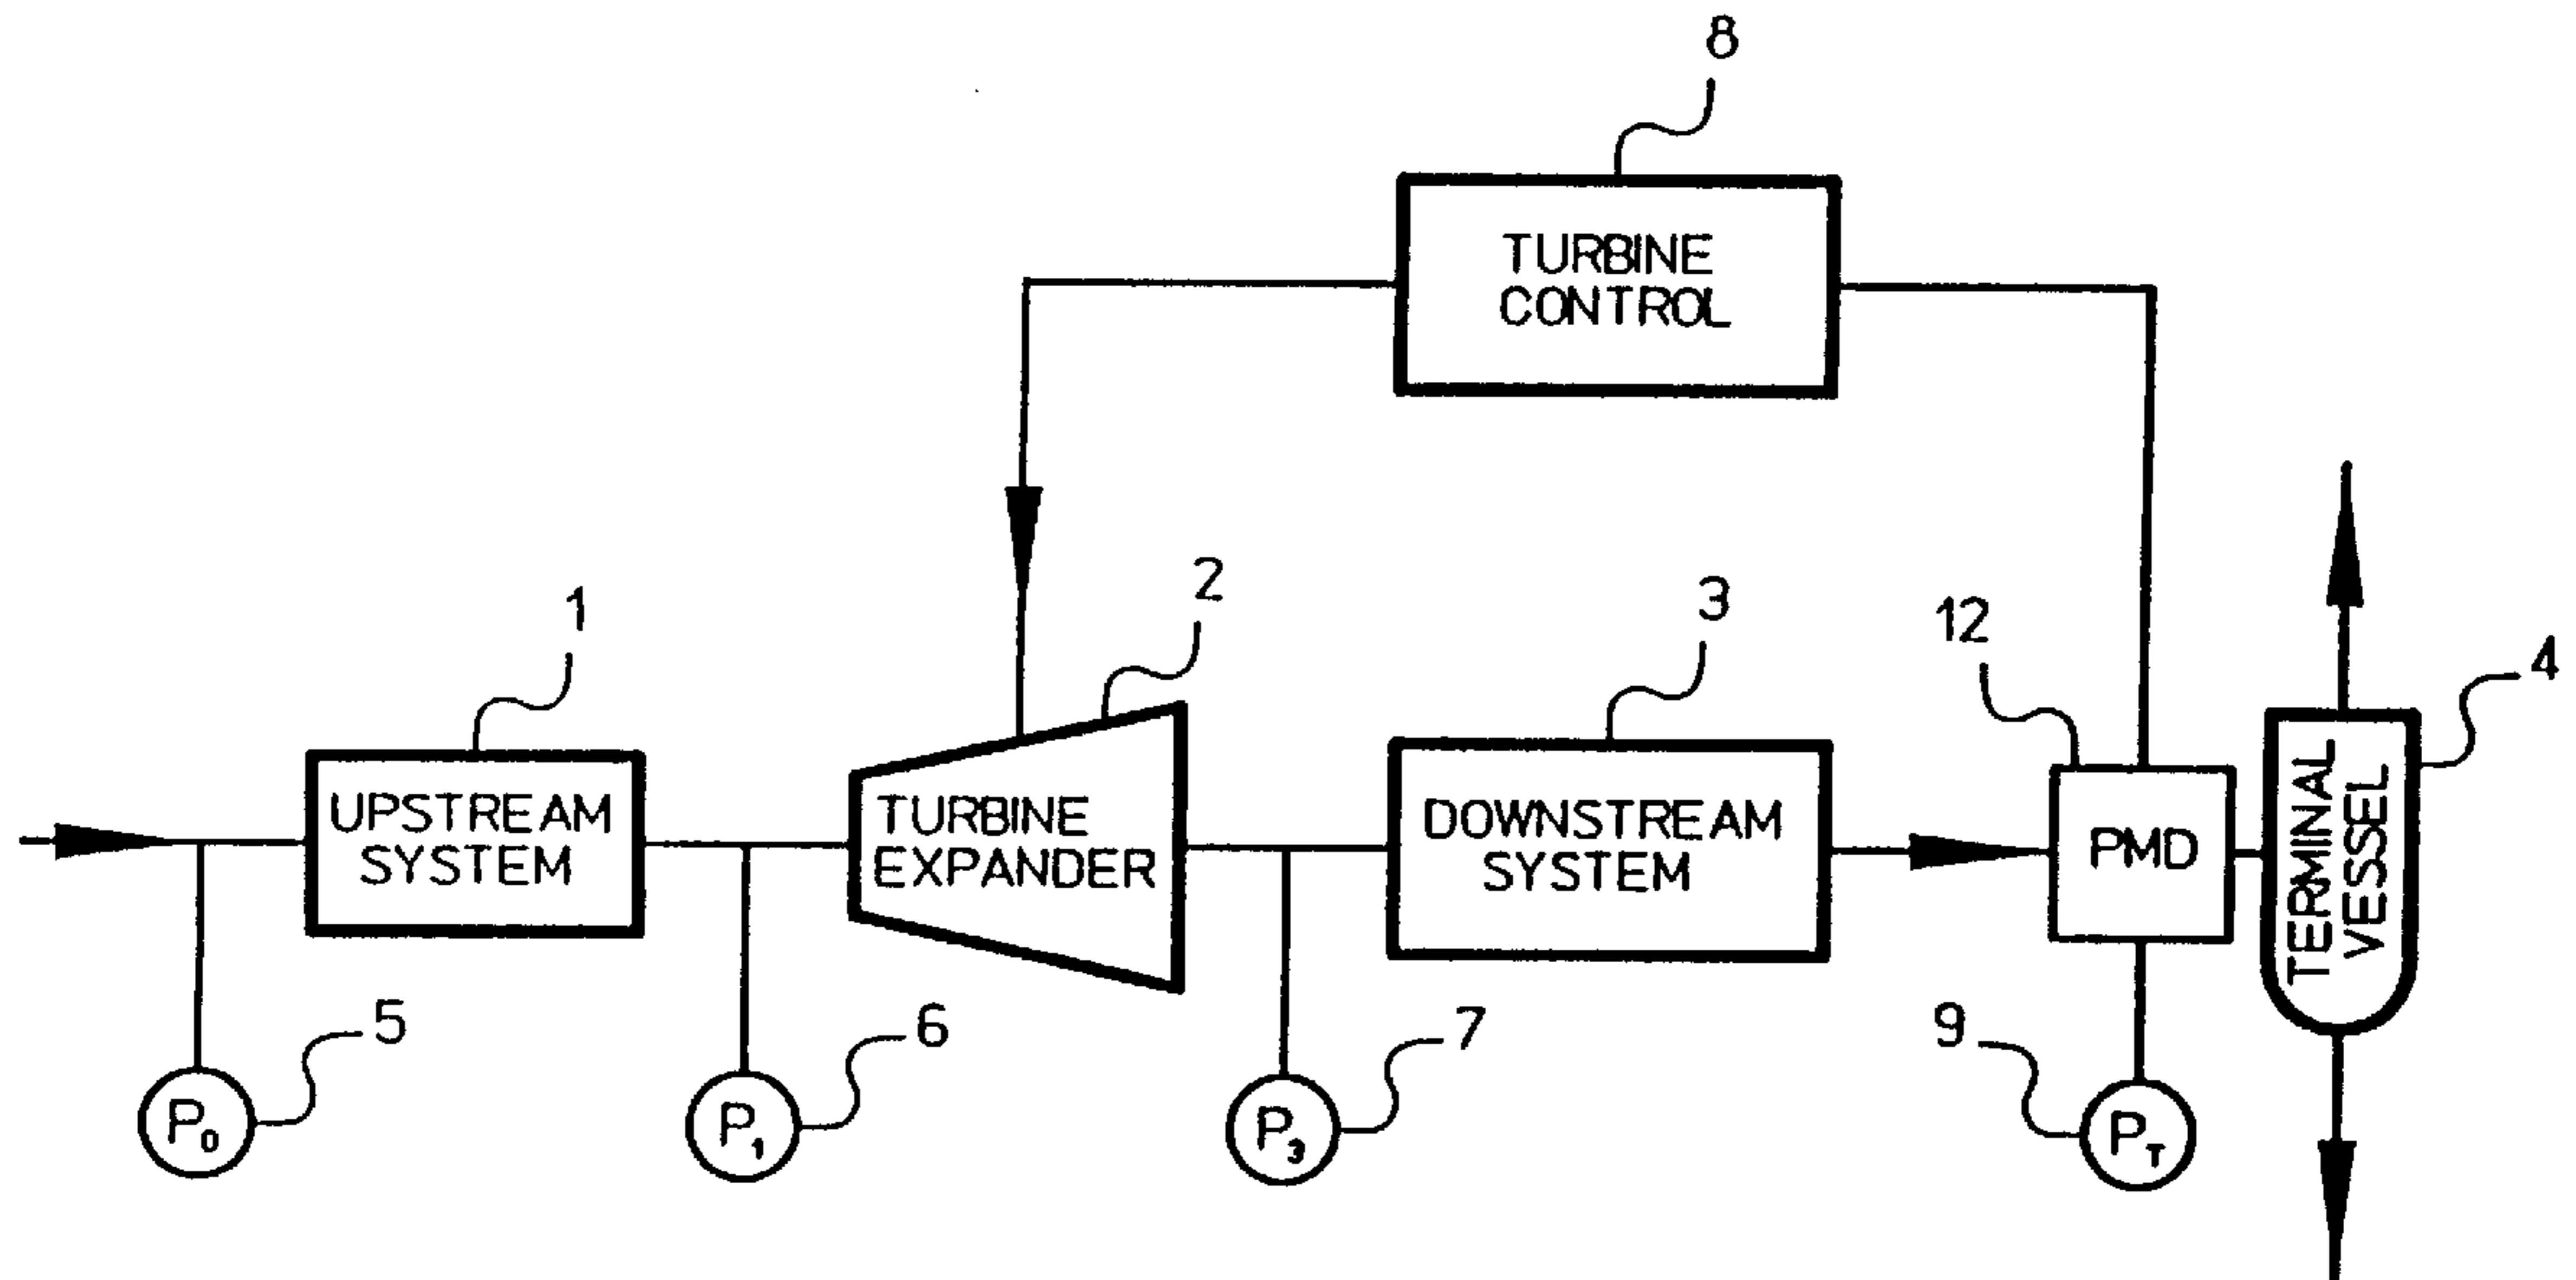 8
TURBINE
CONTROL
1
2
3
12
4
UPSTREAM
SYSTEM
TURBINE
EXPANDER
DOWNSTREAM
SYSTEM
PMD
TERMINAL
VESSEL
5
6
7
9
P₀
P₁
P₃
P_T